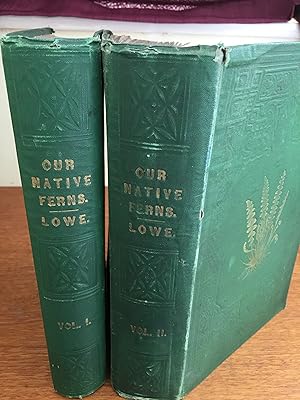 OUR
NATIVE
FERNS.
LOWE.
VOL. I.
OUR
NATIVE
FERNS.
LOWE.
VOL. II.